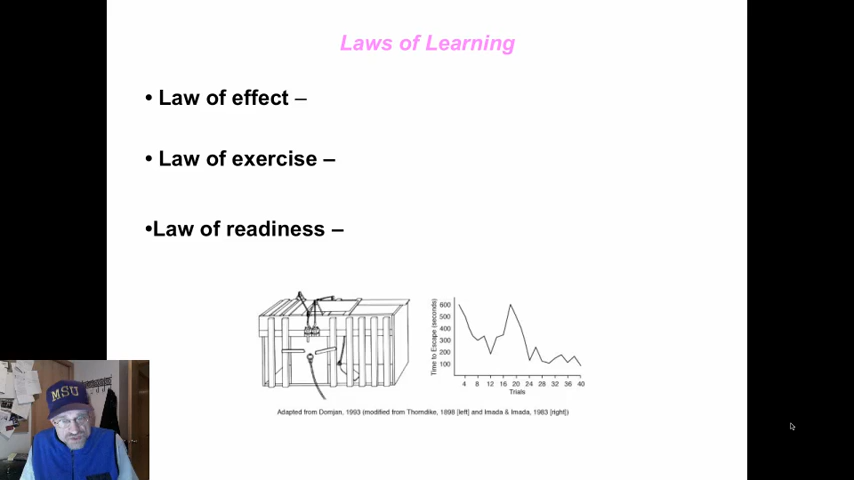 Laws of Learning
• Law of effect –
• Law of exercise –
•Law of readiness –
Time to Escape (seconds)
600
500
400
300
200
100
4 8 12 16 20 24 28 32 36 40
Trials
Adapted from Domjan, 1993 (modified from Thorndike, 1898 [left] and Imada & Imada, 1983 [right])
MSU